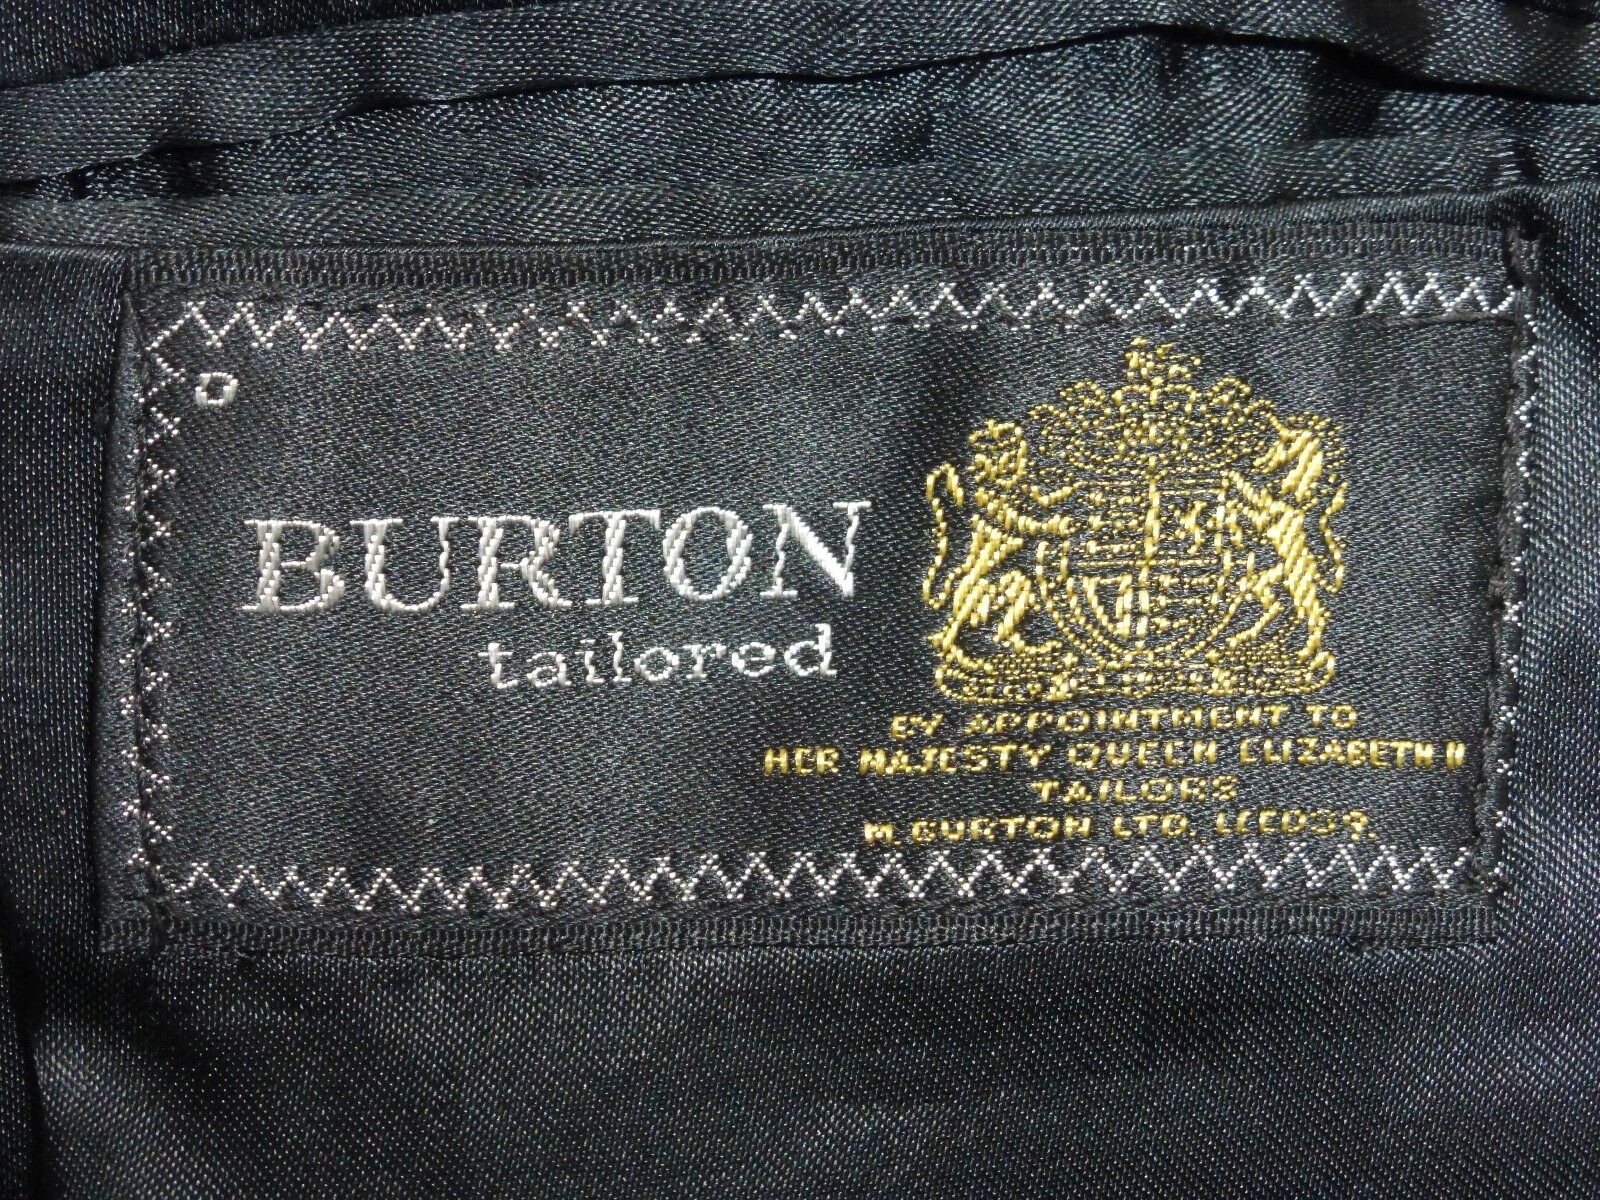 O
BURTON
tailored
BY APPOINTMENT TO
HER MAJESTY QUEEN ELIZABETH II
TAILORS
M. BURTON LTD. LEEDS 9.